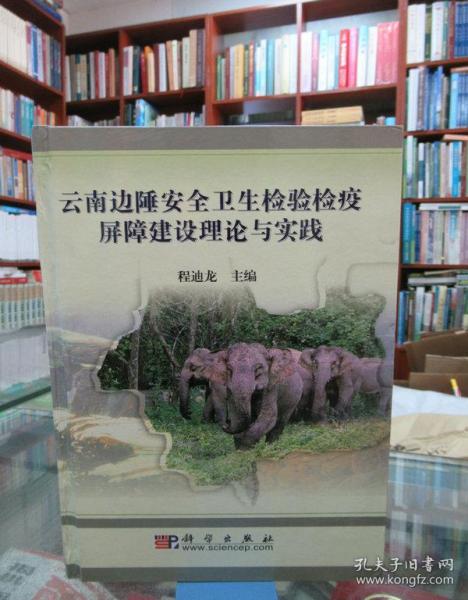 云南边陲安全卫生检验检疫
屏障建设理论与实践
程迪龙 主编
科学出版社
www.sciencep.com
孔夫子旧书网
www.kongfz.com